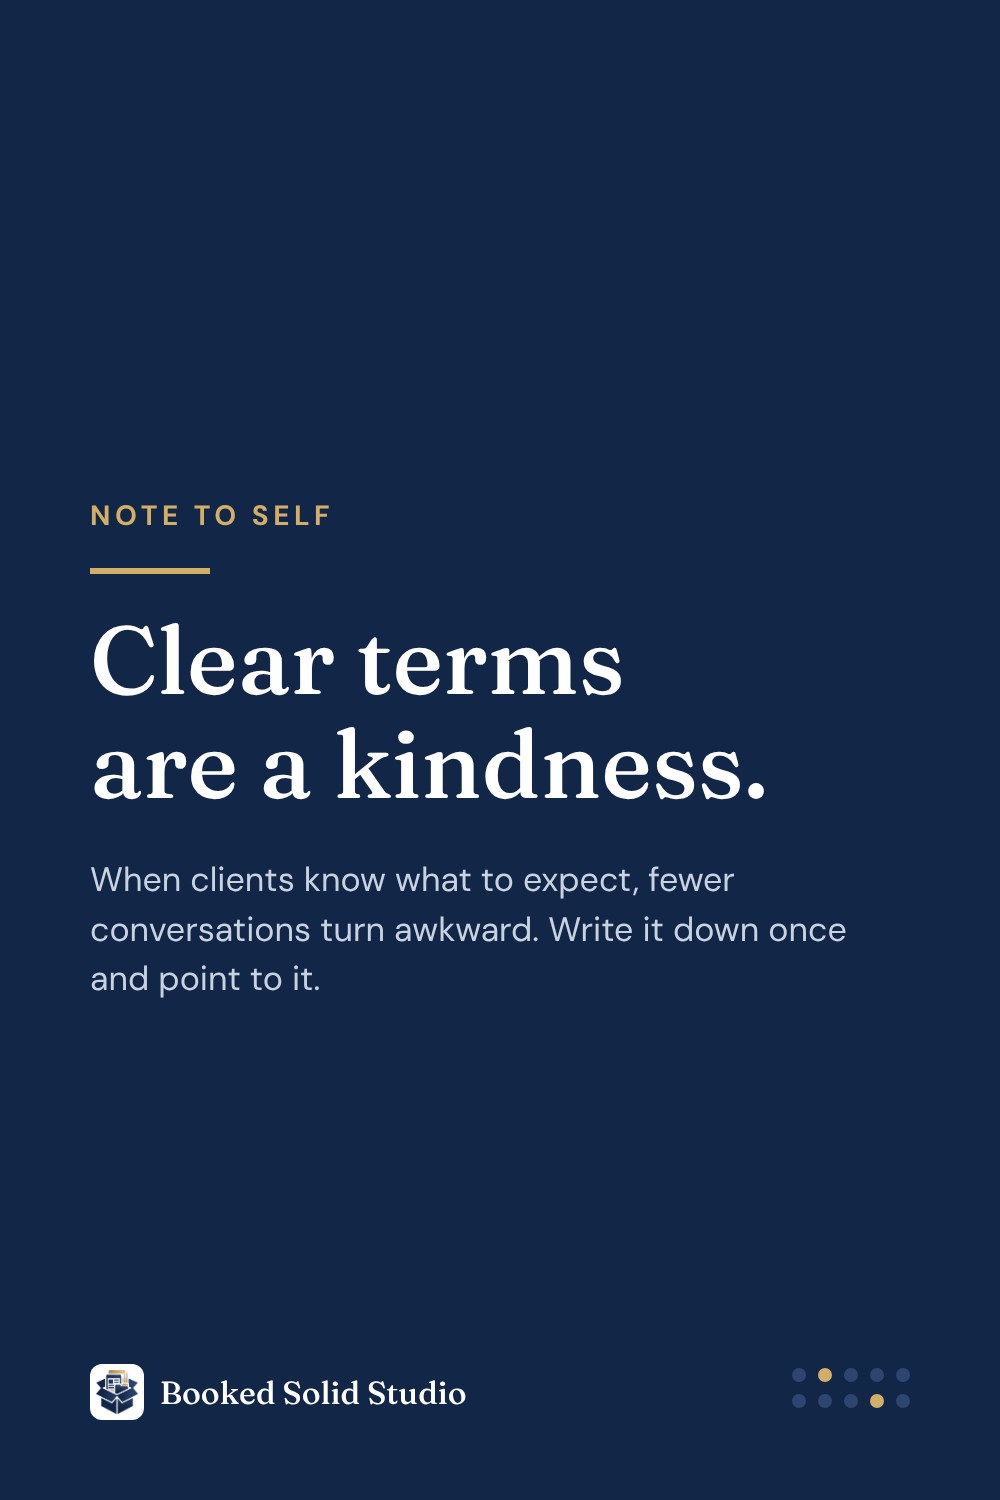 NOTE TO SELF
Clear terms
are a kindness.
When clients know what to expect, fewer
conversations turn awkward. Write it down once
and point to it.
Booked Solid Studio